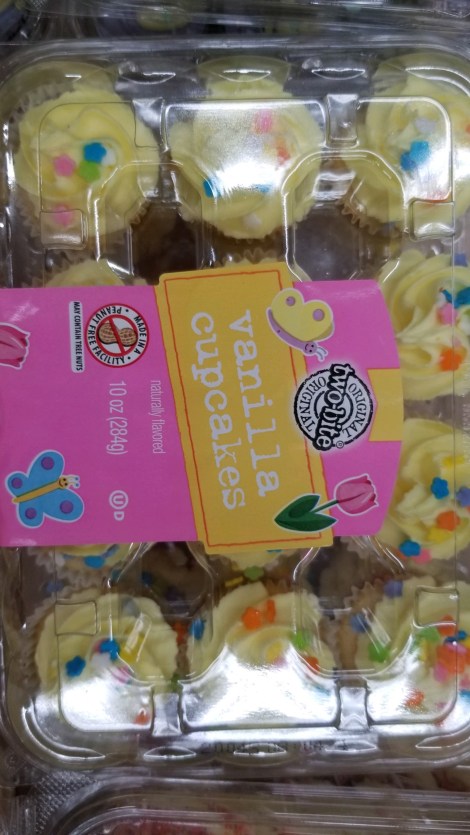 ORIGINAL
two·bite®
ORIGINAL
vanilla
cupcakes
naturally flavored
10 oz (284g)
U D
MADE IN A
PEANUT FREE FACILITY
MAY CONTAIN TREE NUTS